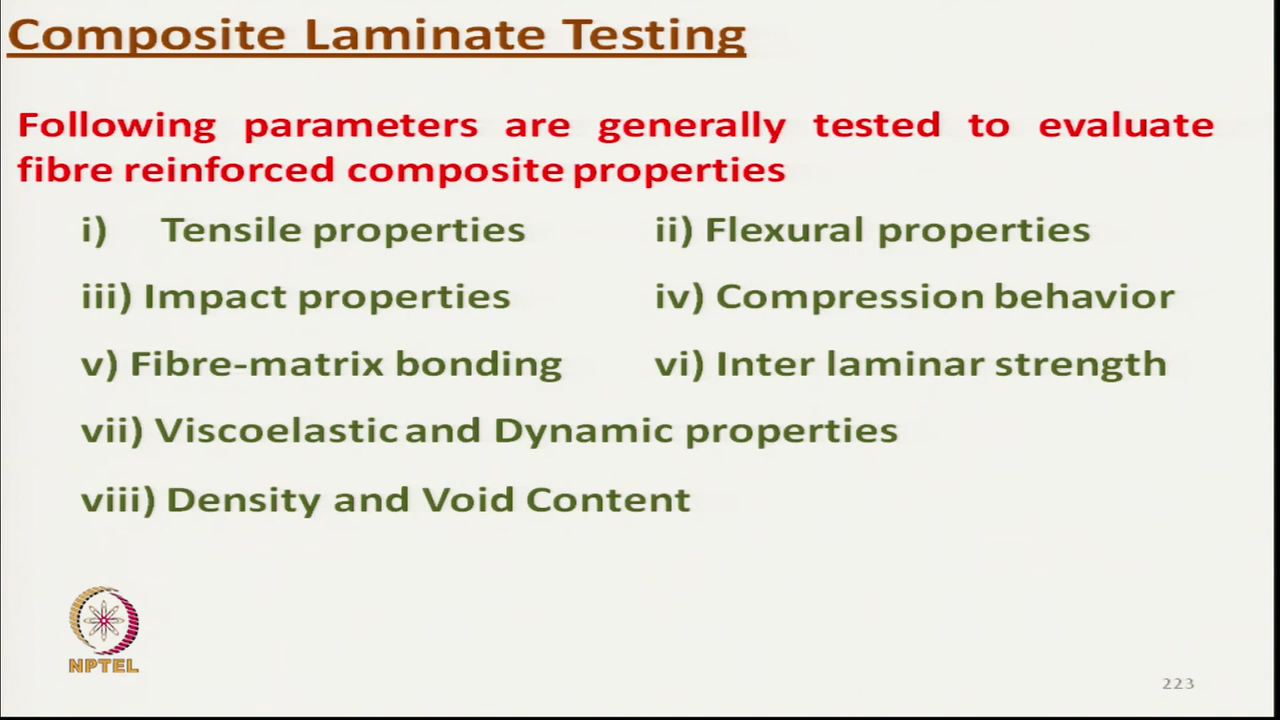 Composite Laminate Testing
Following parameters are generally tested to evaluate
fibre reinforced composite properties
i) Tensile properties ii) Flexural properties
iii) Impact properties iv) Compression behavior
v) Fibre-matrix bonding vi) Inter laminar strength
vii) Viscoelastic and Dynamic properties
viii) Density and Void Content
NPTEL
223